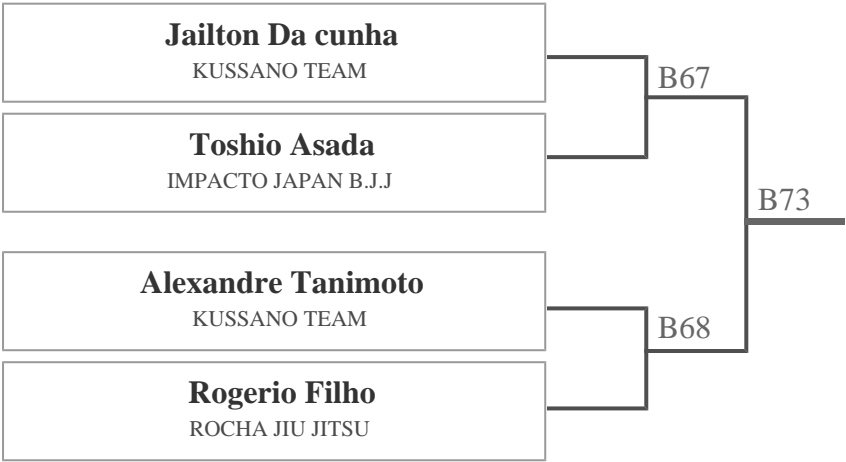 Jailton Da cunha
KUSSANO TEAM
B67
Toshio Asada
IMPACTO JAPAN B.J.J
B73
Alexandre Tanimoto
KUSSANO TEAM
B68
Rogerio Filho
ROCHA JIU JITSU